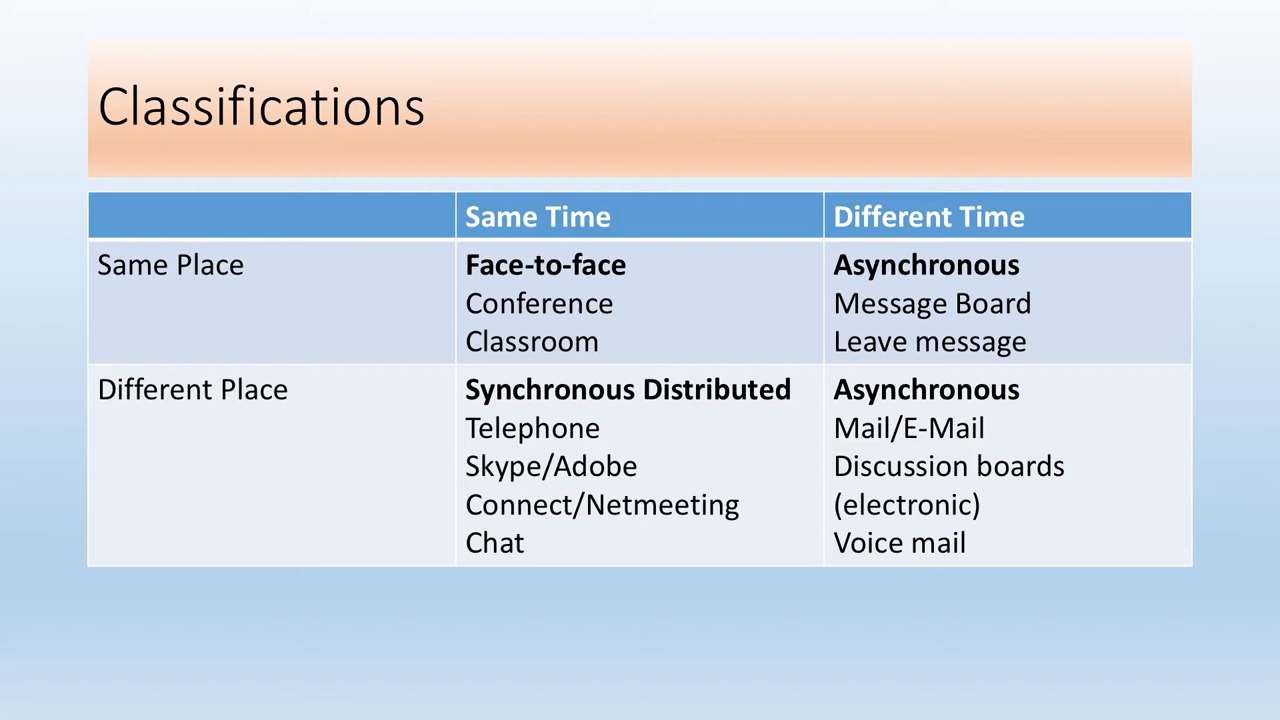 Classifications
Same Time
Different Time
Same Place
Face-to-face
Conference
Classroom
Asynchronous
Message Board
Leave message
Different Place
Synchronous Distributed
Telephone
Skype/Adobe
Connect/Netmeeting
Chat
Asynchronous
Mail/E-Mail
Discussion boards
(electronic)
Voice mail